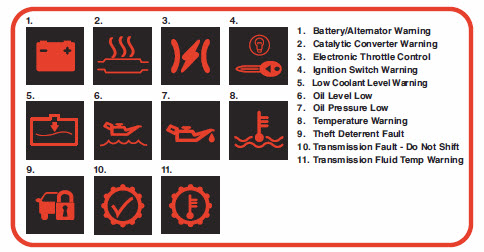 1.
2.
3.
4.
5.
6.
7.
8.
9.
10.
11.
1. Battery/Alternator Warning
2. Catalytic Converter Warning
3. Electronic Throttle Control
4. Ignition Switch Warning
5. Low Coolant Level Warning
6. Oil Level Low
7. Oil Pressure Low
8. Temperature Warning
9. Theft Deterrent Fault
10. Transmission Fault - Do Not Shift
11. Transmission Fluid Temp Warning